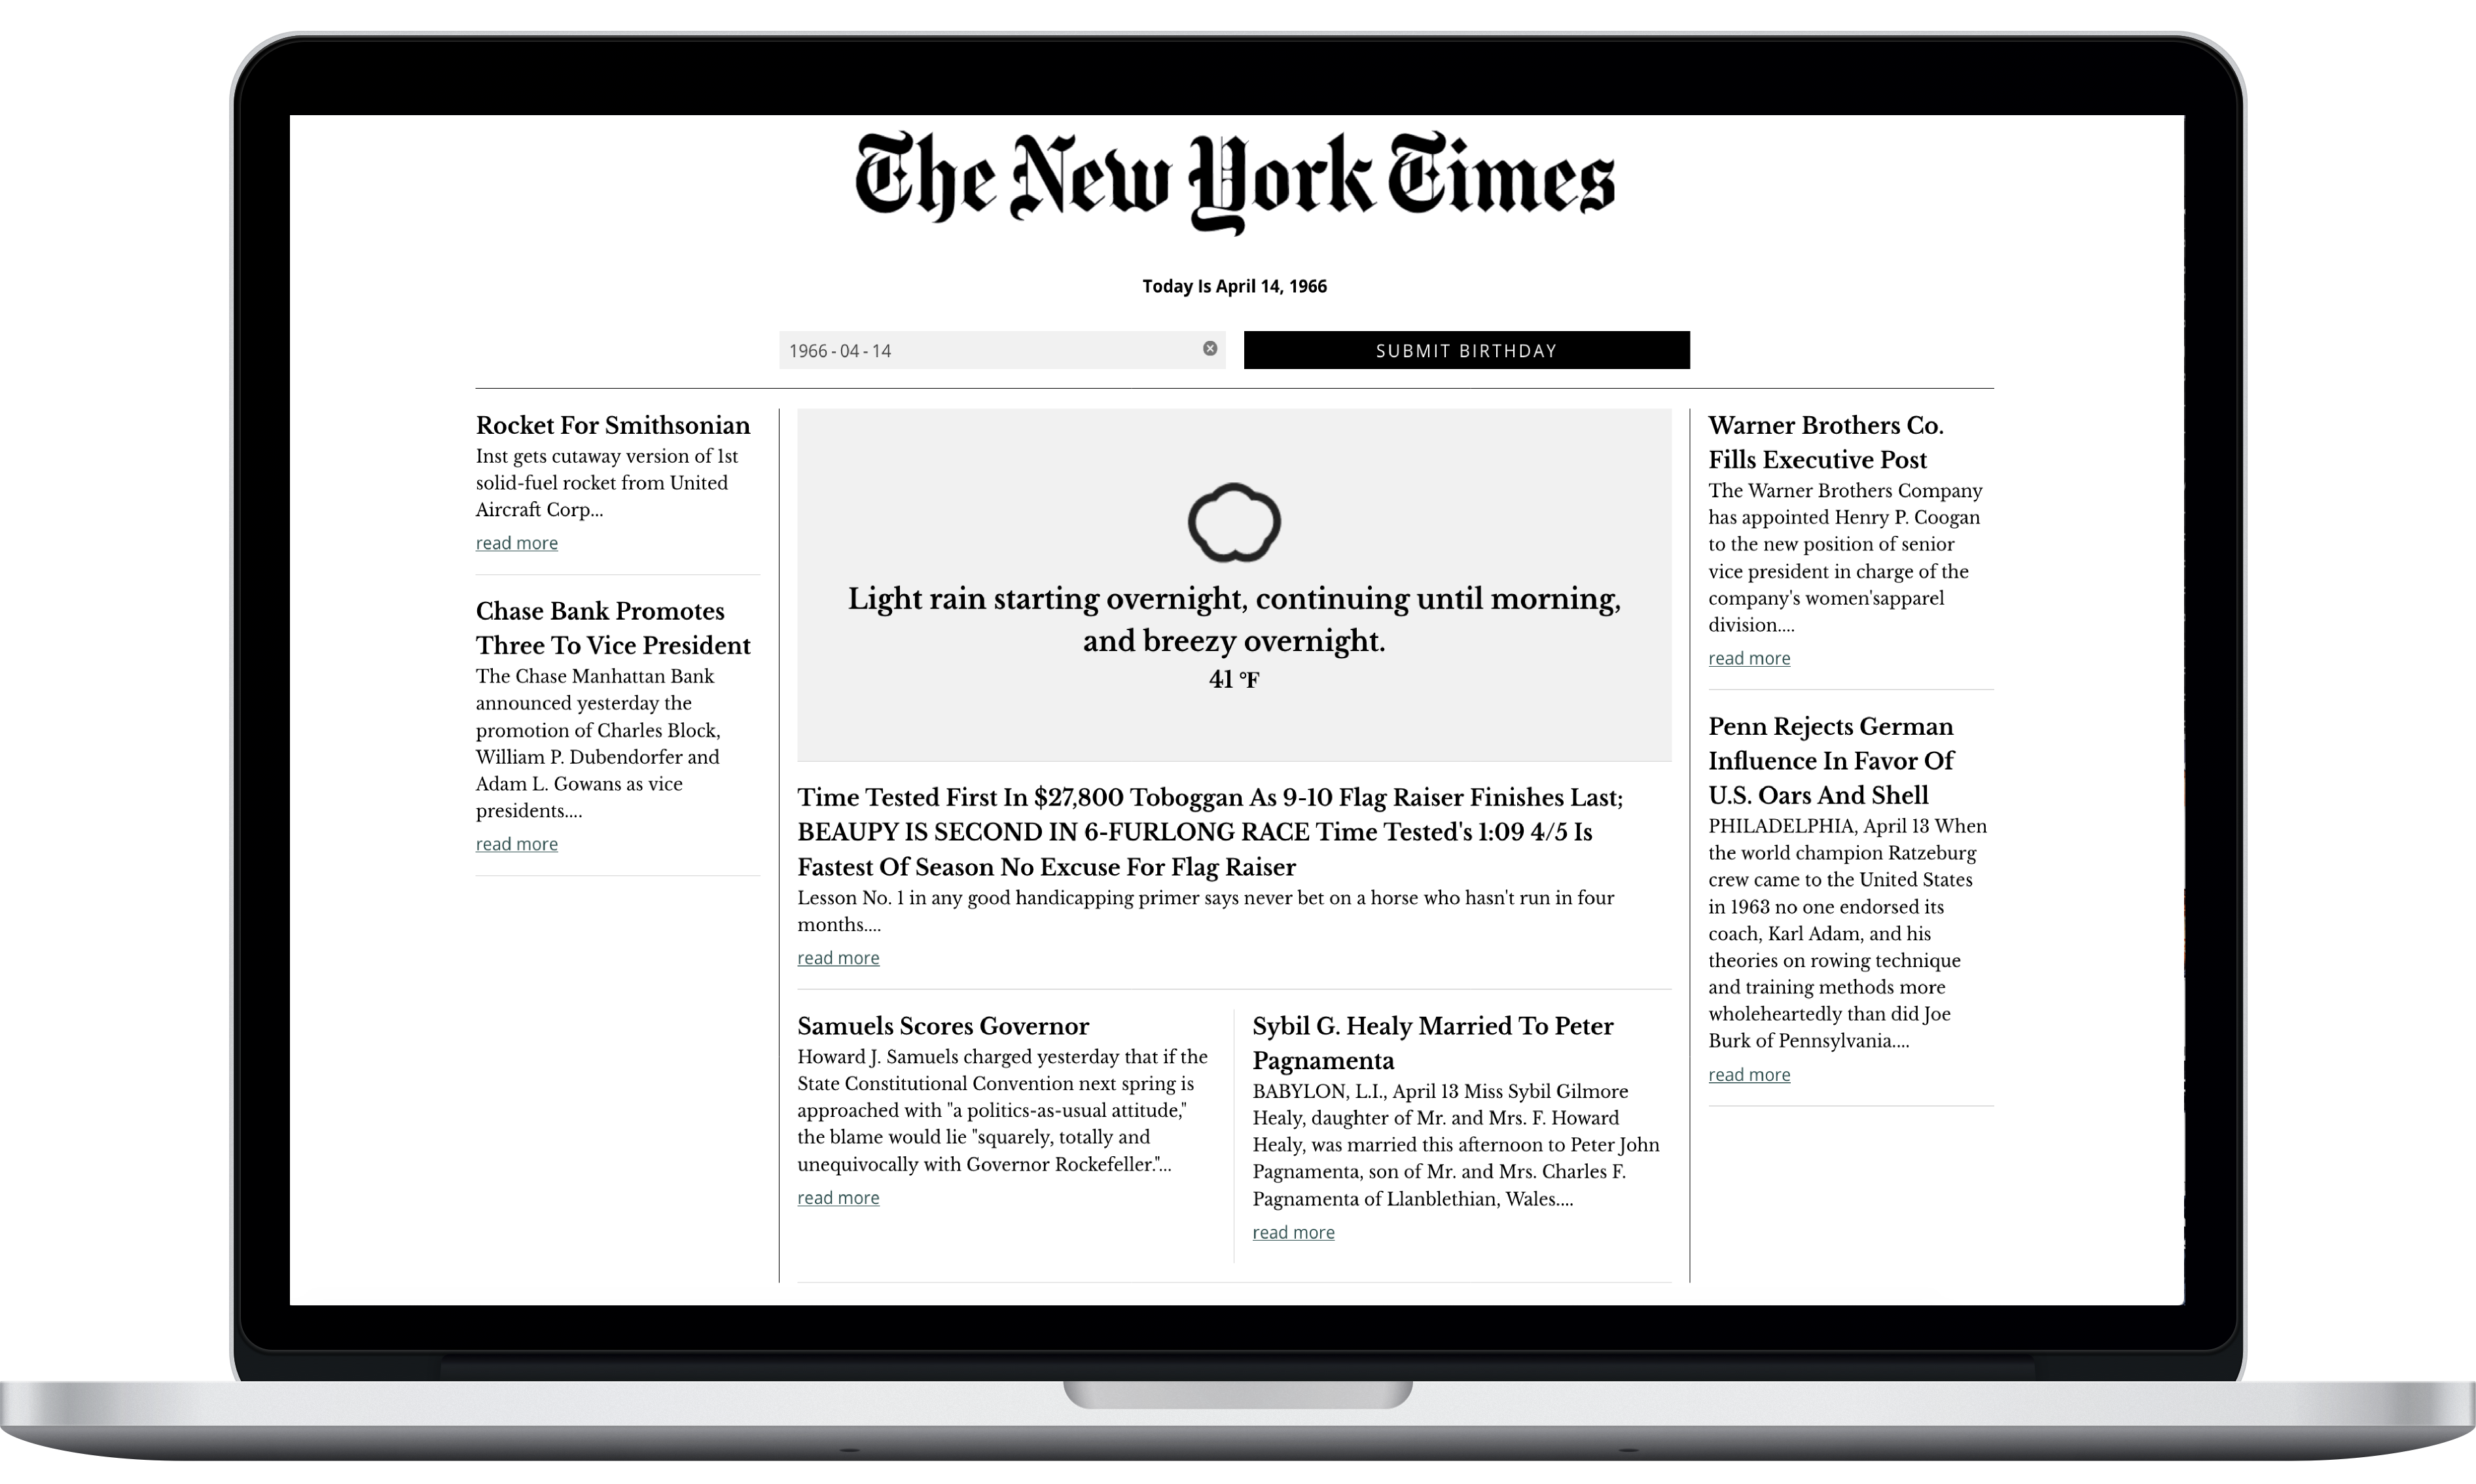 The New York Times
Today Is April 14, 1966
1966-04-14
SUBMIT BIRTHDAY
Rocket For Smithsonian
Inst gets cutaway version of 1st
solid-fuel rocket from United
Aircraft Corp...
read more
Chase Bank Promotes
Three To Vice President
The Chase Manhattan Bank
announced yesterday the
promotion of Charles Block,
William P. Dubendorfer and
Adam L. Gowans as vice
presidents....
read more
Light rain starting overnight, continuing until morning,
and breezy overnight.
41 °F
Time Tested First In $27,800 Toboggan As 9-10 Flag Raiser Finishes Last;
BEAUPY IS SECOND IN 6-FURLONG RACE Time Tested's 1:09 4/5 Is
Fastest Of Season No Excuse For Flag Raiser
Lesson No. 1 in any good handicapping primer says never bet on a horse who hasn't run in four
months....
read more
Samuels Scores Governor
Howard J. Samuels charged yesterday that if the
State Constitutional Convention next spring is
approached with "a politics-as-usual attitude,"
the blame would lie "squarely, totally and
unequivocally with Governor Rockefeller."...
read more
Sybil G. Healy Married To Peter
Pagnamenta
BABYLON, L.I., April 13 Miss Sybil Gilmore
Healy, daughter of Mr. and Mrs. F. Howard
Healy, was married this afternoon to Peter John
Pagnamenta, son of Mr. and Mrs. Charles F.
Pagnamenta of Llanblethian, Wales....
read more
Warner Brothers Co.
Fills Executive Post
The Warner Brothers Company
has appointed Henry P. Coogan
to the new position of senior
vice president in charge of the
company's women'sapparel
division....
read more
Penn Rejects German
Influence In Favor Of
U.S. Oars And Shell
PHILADELPHIA, April 13 When
the world champion Ratzeburg
crew came to the United States
in 1963 no one endorsed its
coach, Karl Adam, and his
theories on rowing technique
and training methods more
wholeheartedly than did Joe
Burk of Pennsylvania....
read more